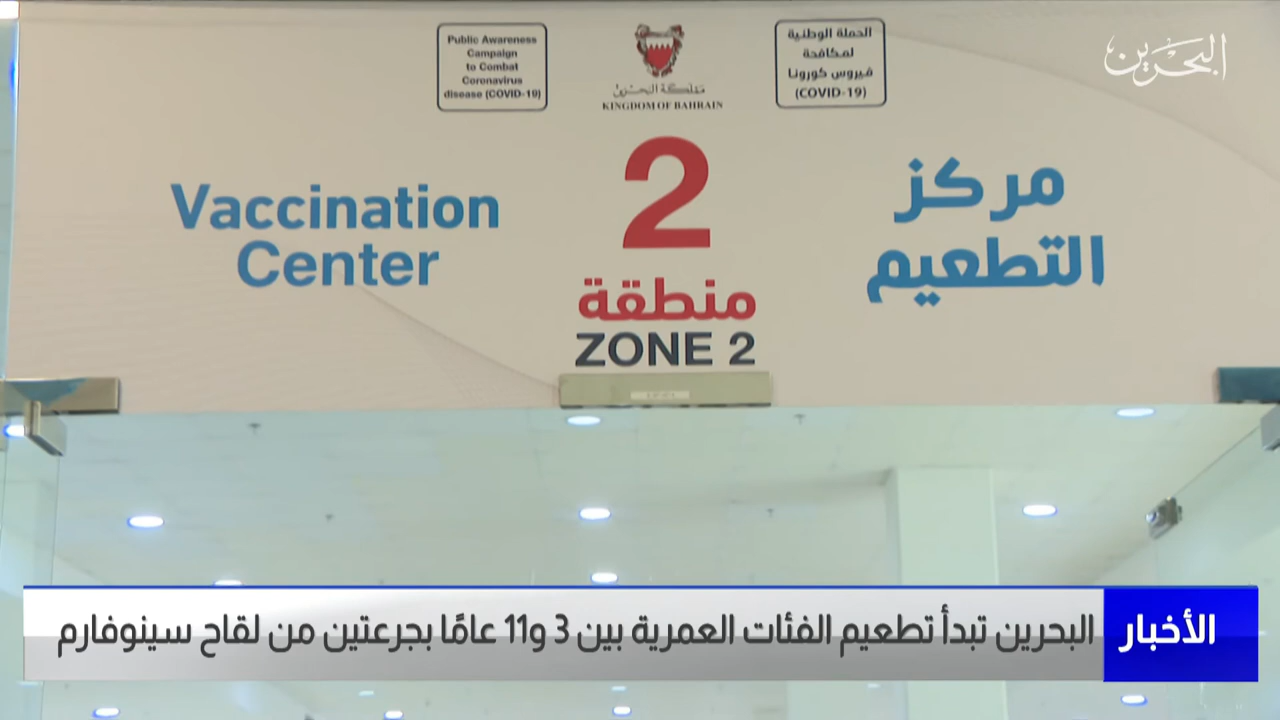 Public Awareness
Campaign
to Combat
Coronavirus
disease (COVID-19)
مملكة البحرين
KINGDOM OF BAHRAIN
الحملة الوطنية
لمكافحة
فيروس كورونا
(COVID-19)
البحرين
Vaccination
Center
2
منطقة
ZONE 2
مركز
التطعيم
الأخبار
البحرين تبدأ تطعيم الفئات العمرية بين 3 و11 عامًا بجرعتين من لقاح سينوفارم